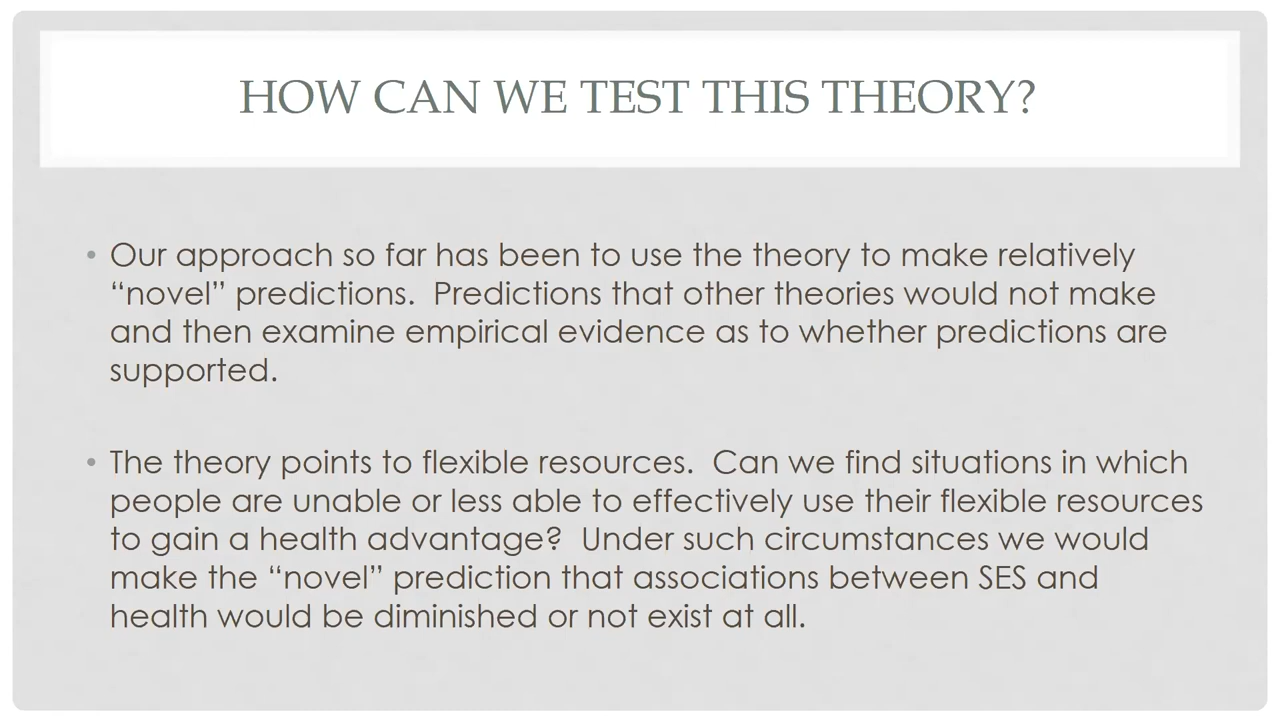 HOW CAN WE TEST THIS THEORY?
• Our approach so far has been to use the theory to make relatively
“novel” predictions.  Predictions that other theories would not make
and then examine empirical evidence as to whether predictions are
supported.
• The theory points to flexible resources.  Can we find situations in which
people are unable or less able to effectively use their flexible resources
to gain a health advantage?  Under such circumstances we would
make the “novel” prediction that associations between SES and
health would be diminished or not exist at all.